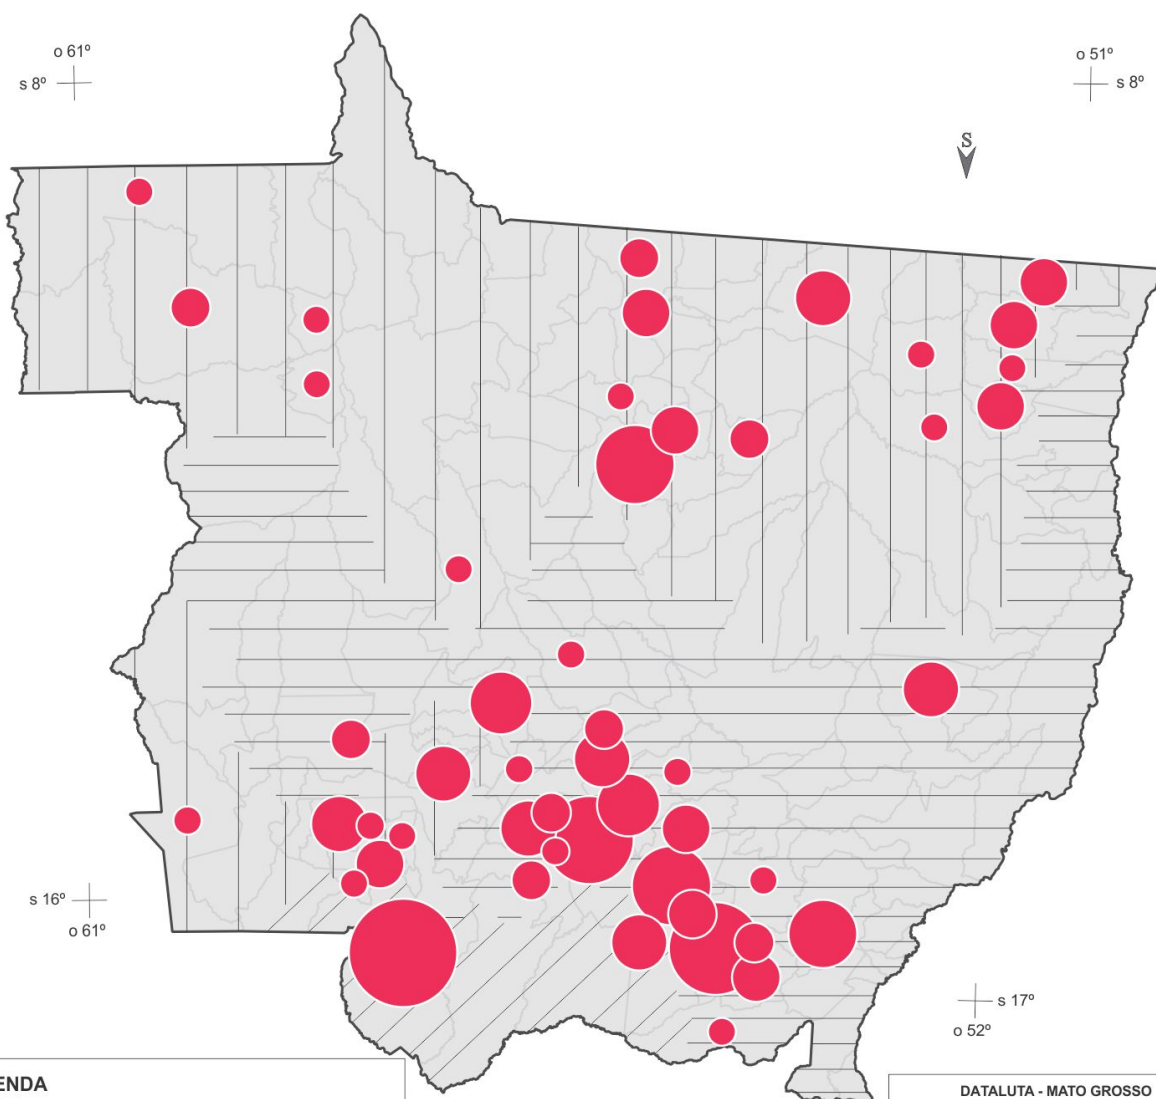 o 61º
s 8º
o 51º
s 8º
S
s 16º
o 61º
s 17º
o 52º
ENDA
DATALUTA - MATO GROSSO